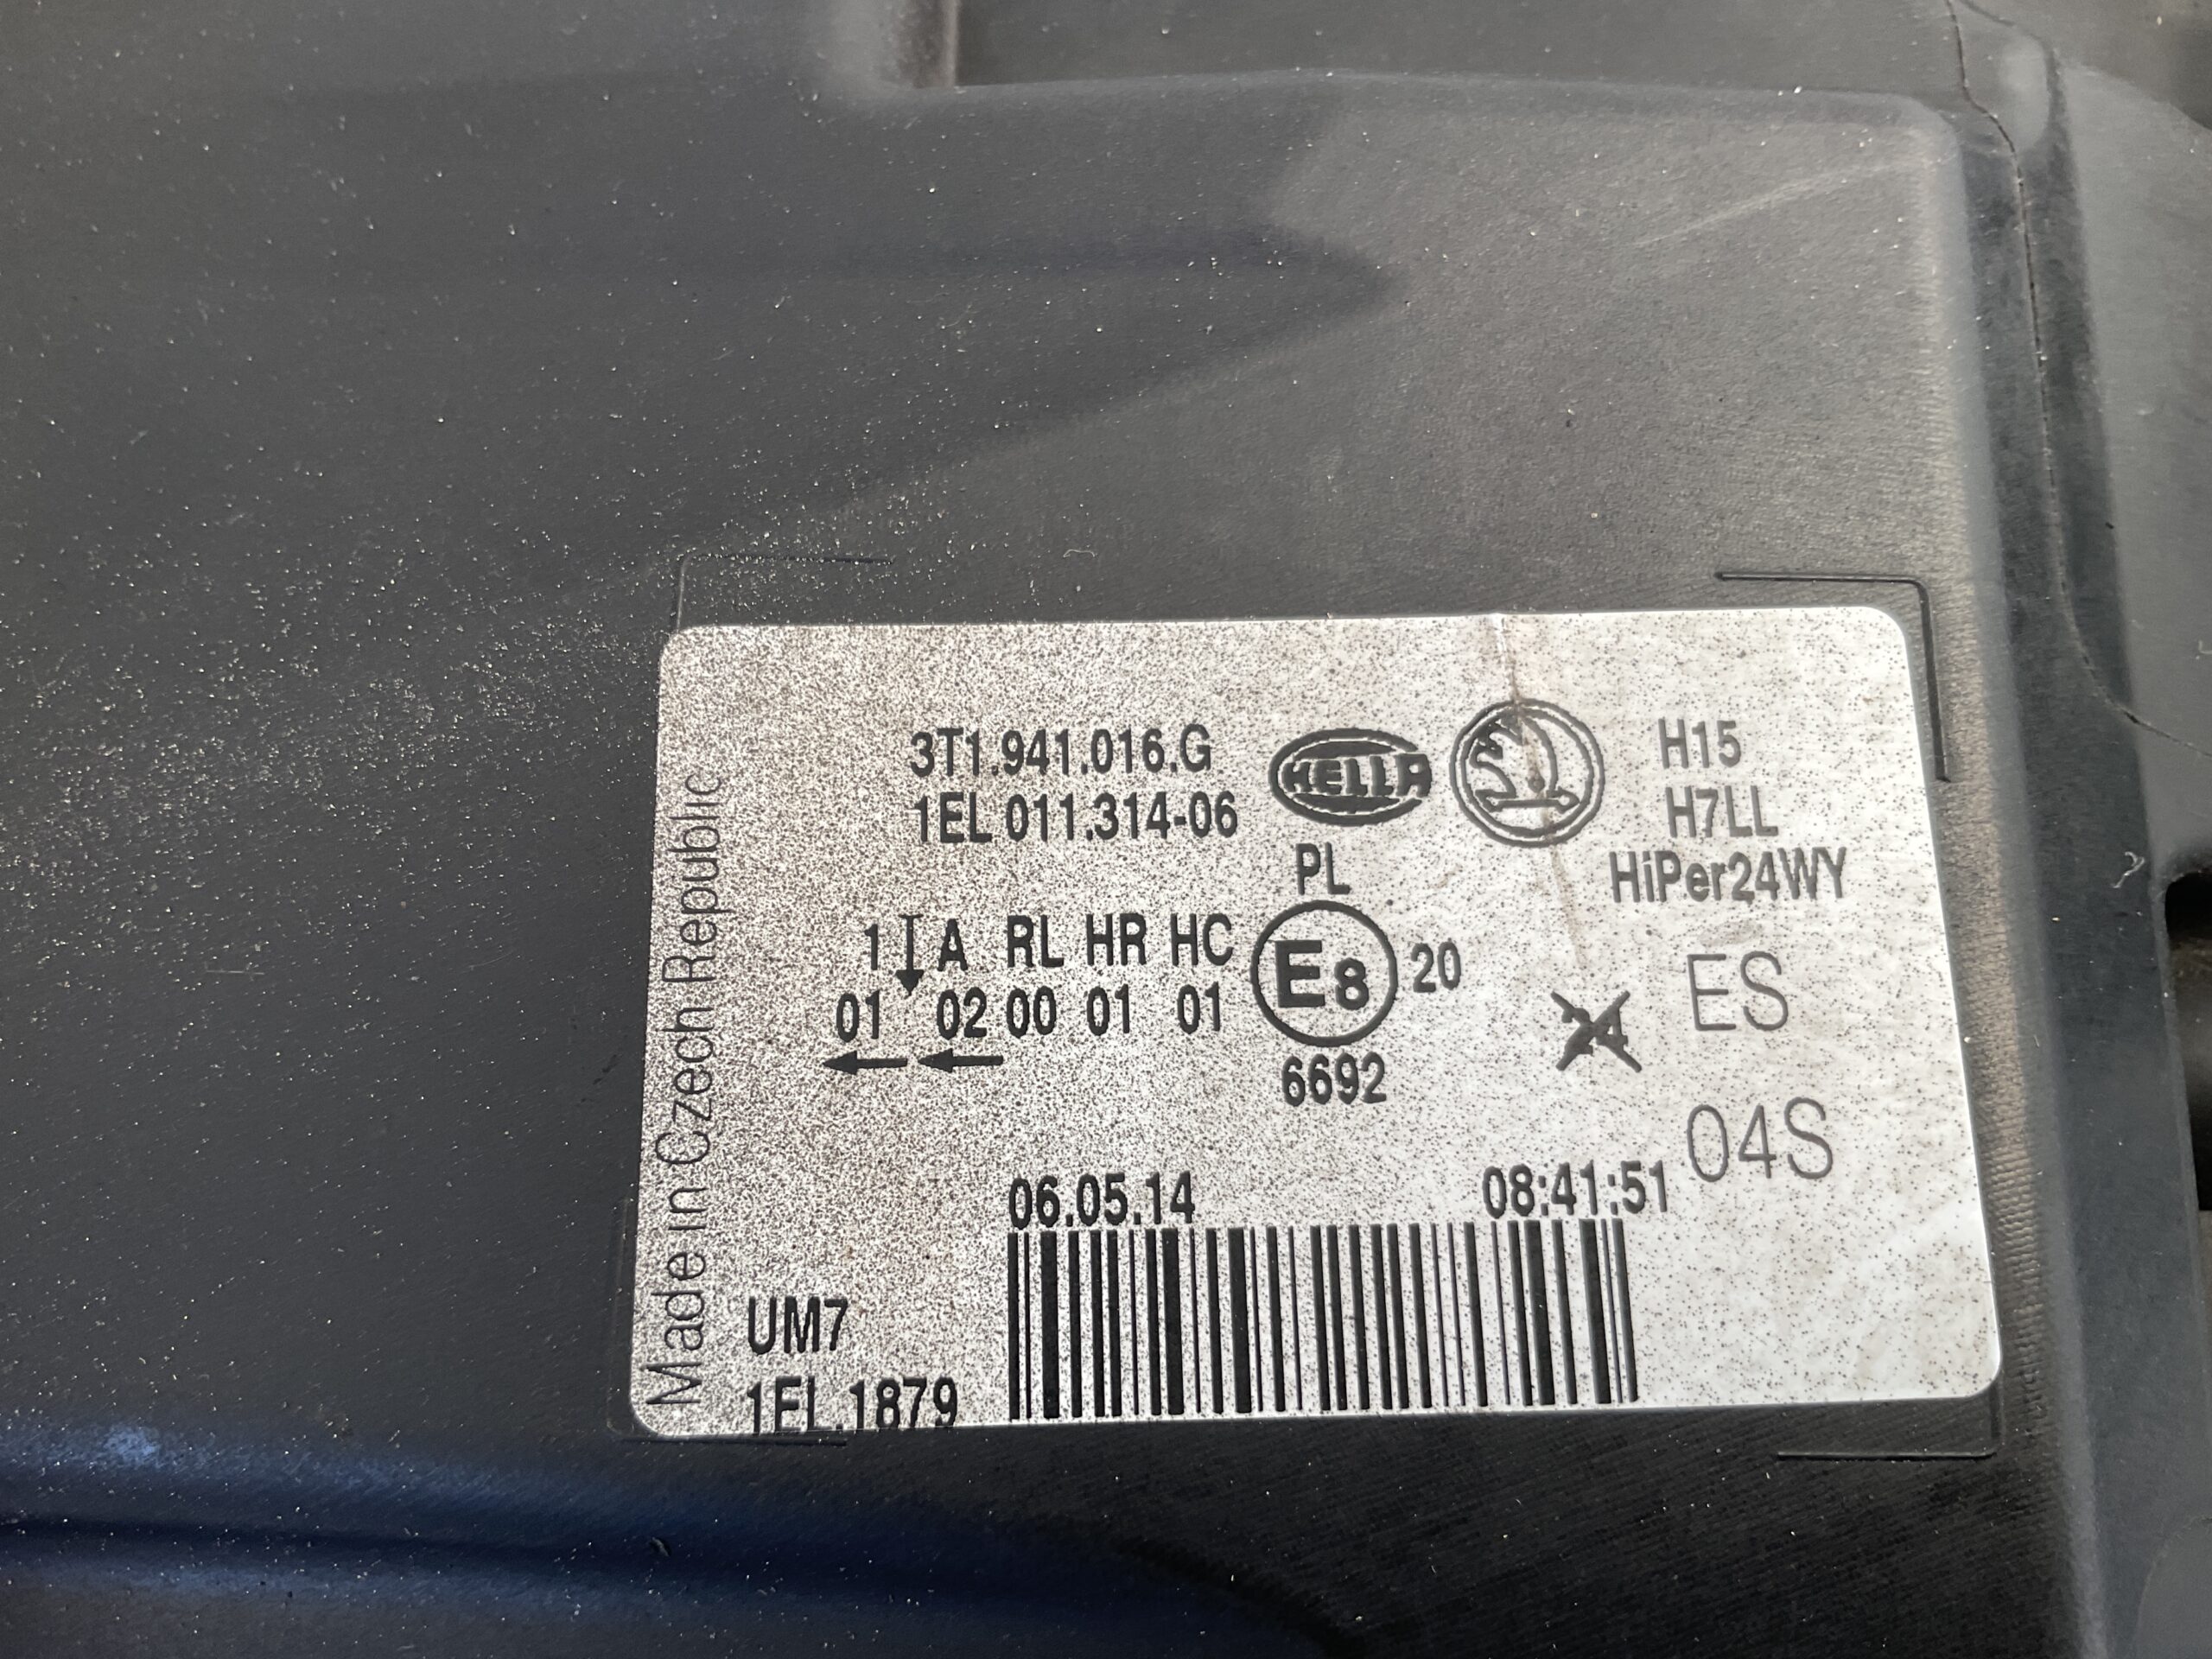 3T1.941.016.G
1EL 011.314-06
HELLA
H15
H7LL
HiPer24WY
PL
1 A RL HR HC
01 02 00 01 01
E8 20
6692
ES
04S
06.05.14 08:41:51
UM7
1EL.1879
Made in Czech Republic